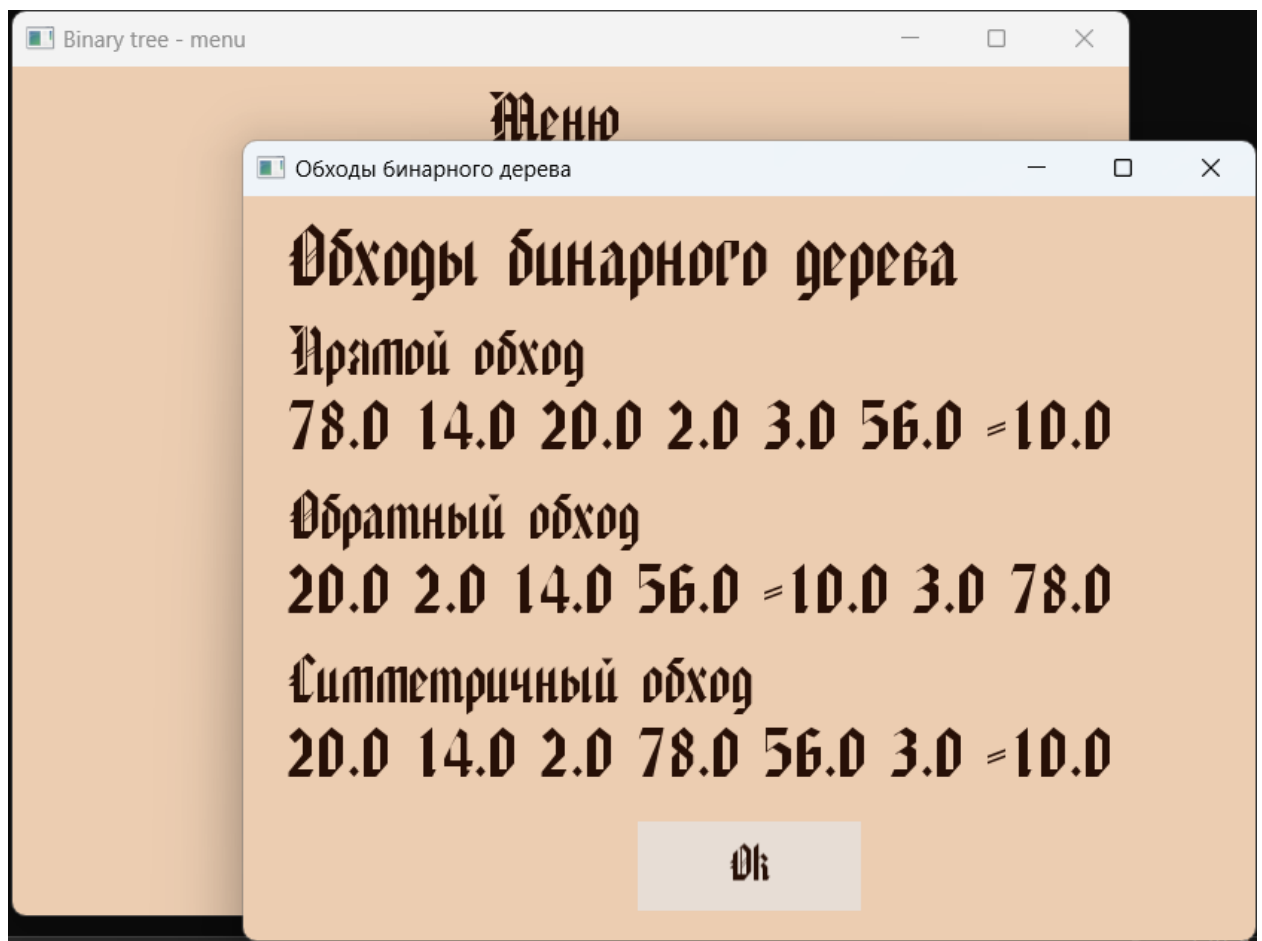 Binary tree - menu
Меню
Обходы бинарного дерева
Обходы бинарного дерева
Прямой обход
78.0 14.0 20.0 2.0 3.0 56.0 -10.0
Обратный обход
20.0 2.0 14.0 56.0 -10.0 3.0 78.0
Симметричный обход
20.0 14.0 2.0 78.0 56.0 3.0 -10.0
Ok